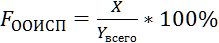 F_ООИСП = X / Y_всего * 100%